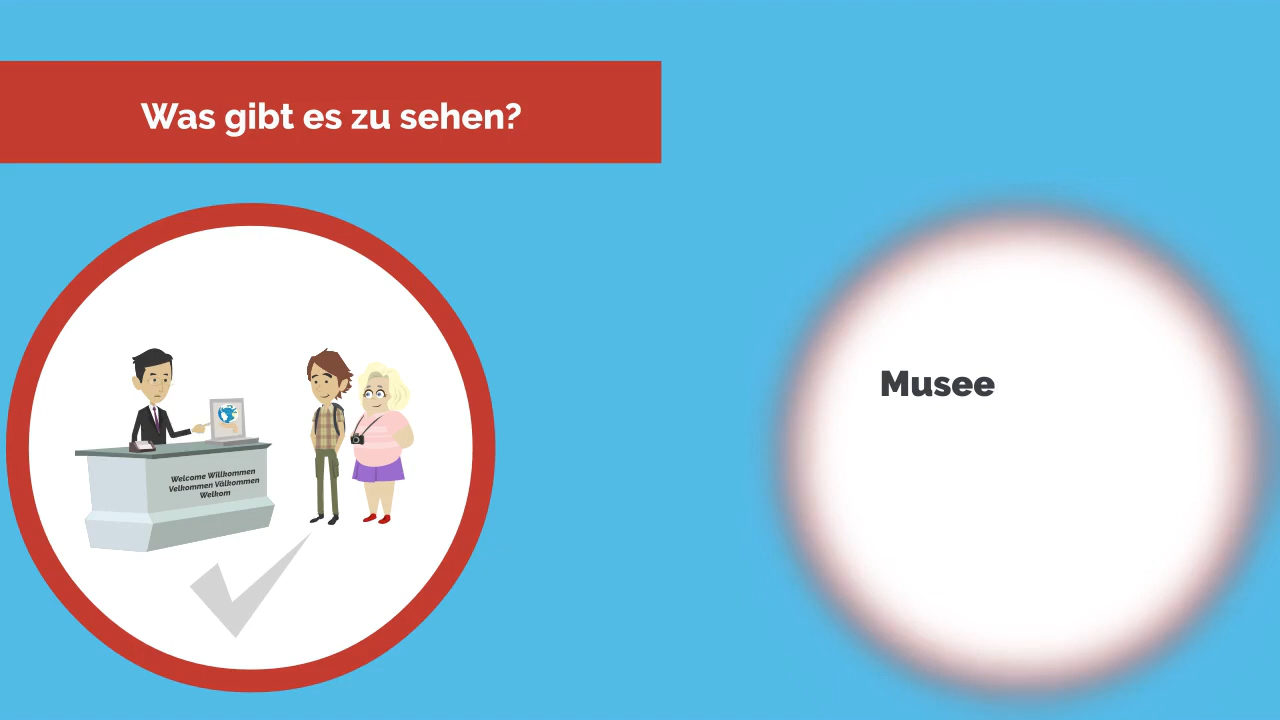 Was gibt es zu sehen?
Welcome Willkommen
Velkommen Välkommen
Welkom
Musee